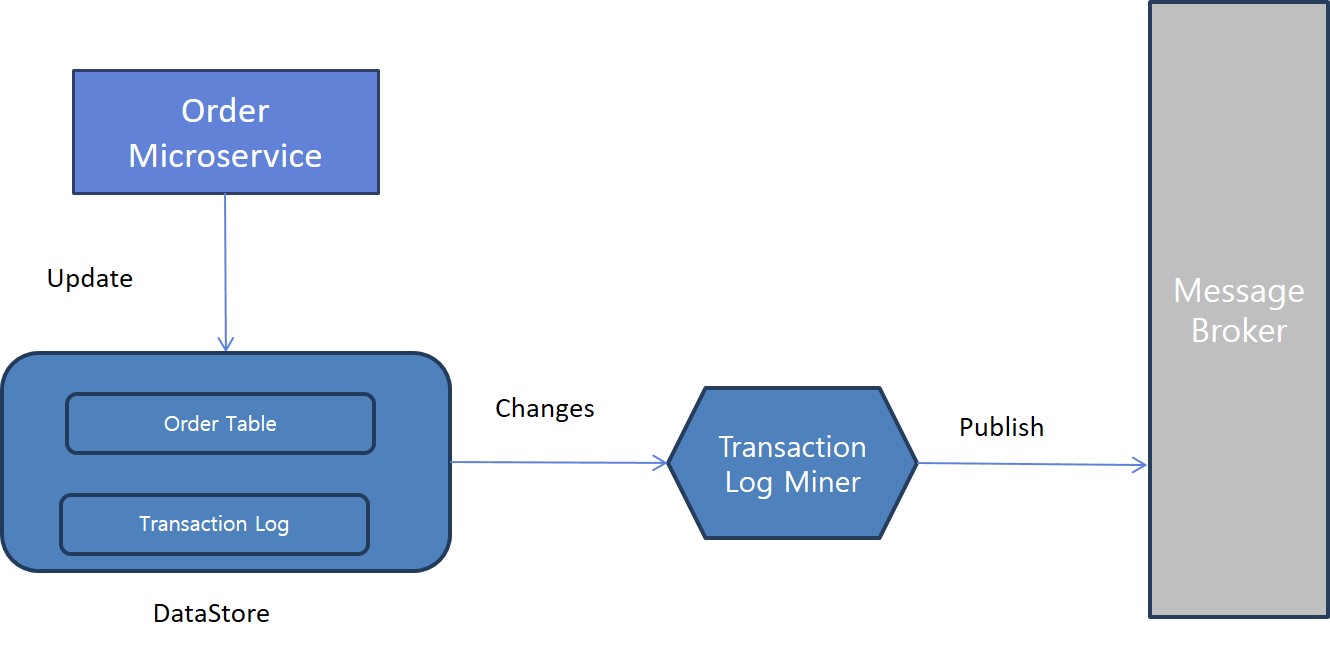 Order
Microservice
Update
Order Table
Transaction Log
DataStore
Changes
Transaction
Log Miner
Publish
Message
Broker